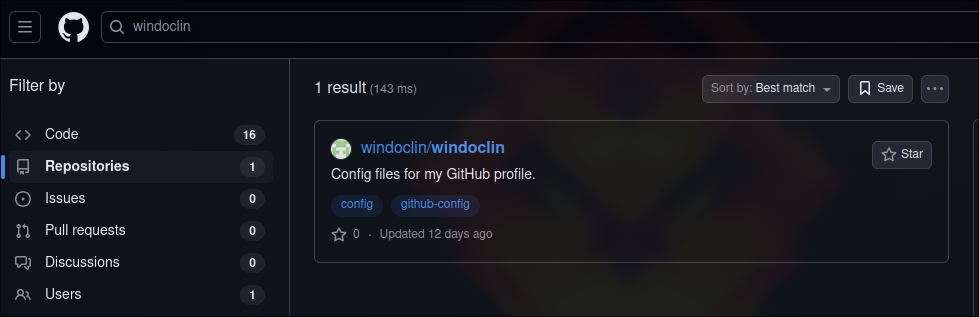 windoclin
Filter by
Code 16
Repositories 1
Issues 0
Pull requests 0
Discussions 0
Users 1
1 result (143 ms)
Sort by: Best match
Save
windoclin/windoclin
Star
Config files for my GitHub profile.
config github-config
0 · Updated 12 days ago